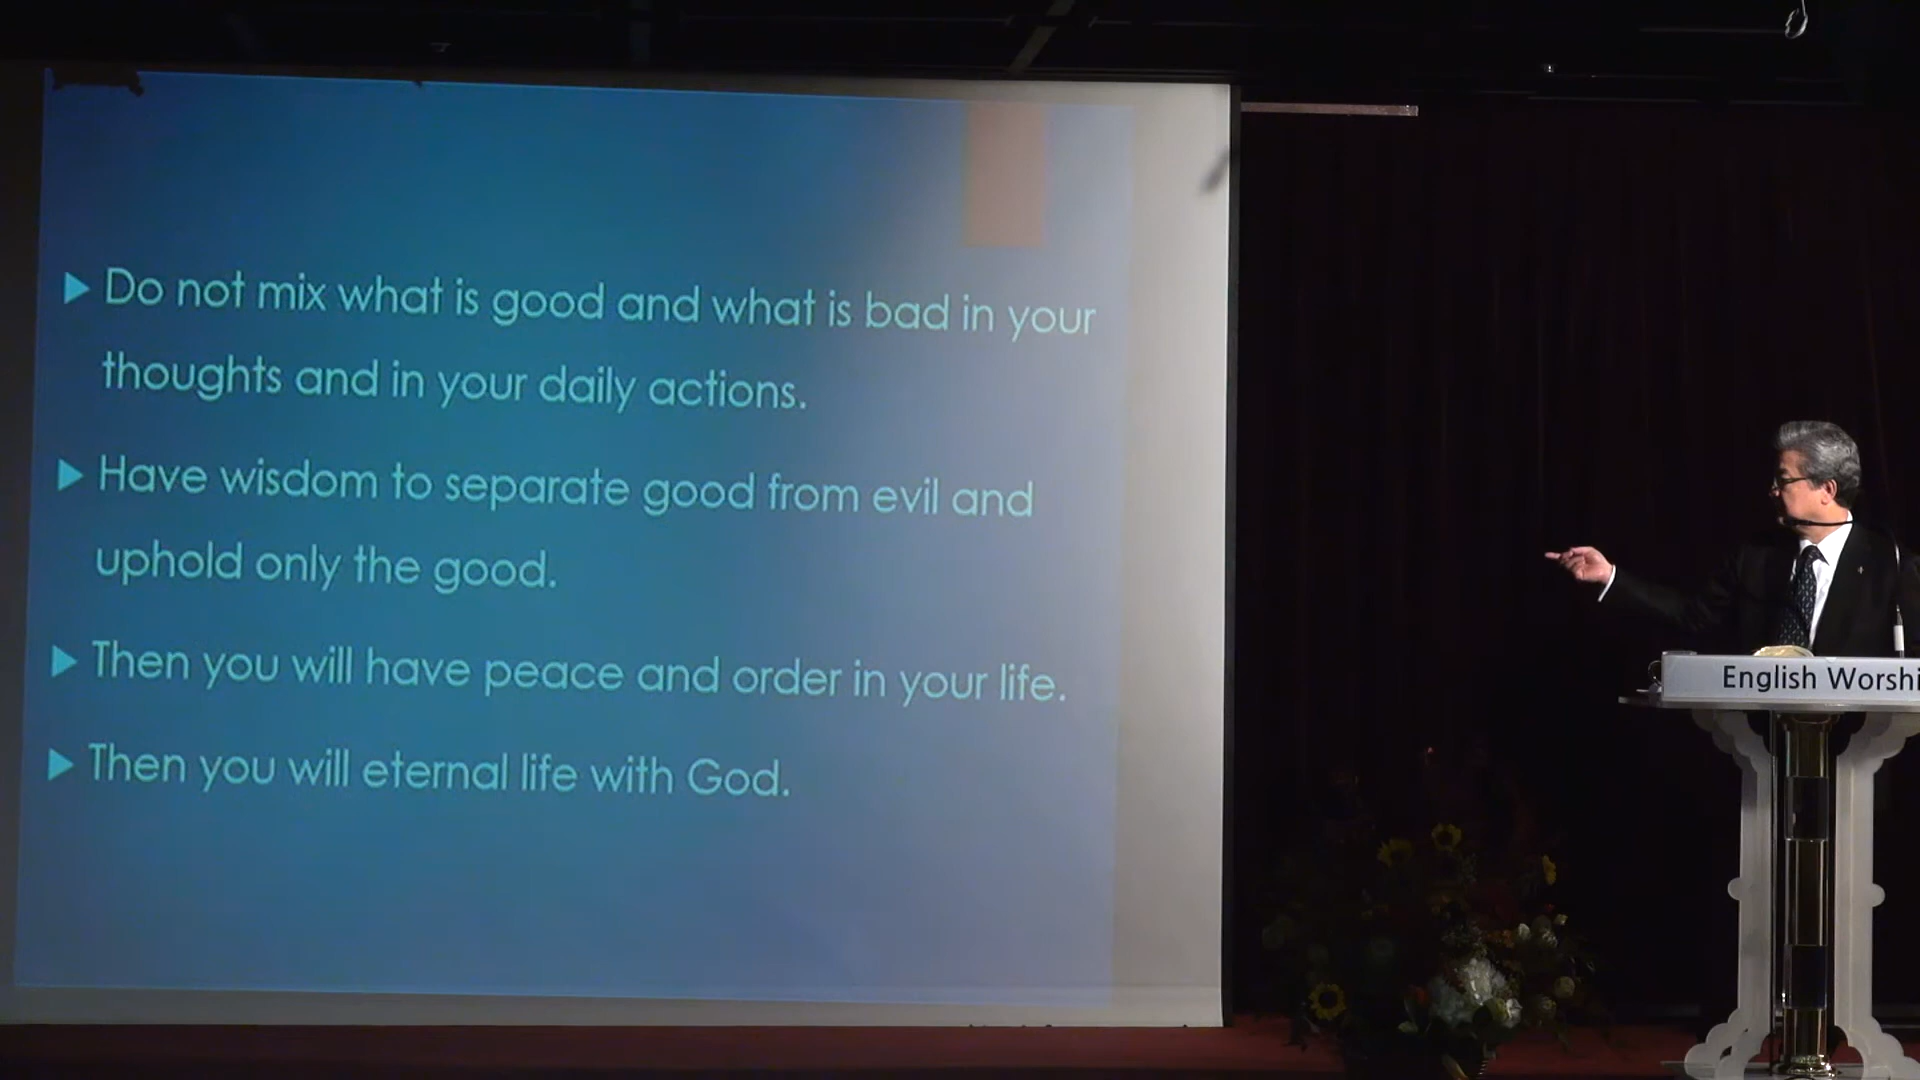 Do not mix what is good and what is bad in your
thoughts and in your daily actions.
Have wisdom to separate good from evil and
uphold only the good.
Then you will have peace and order in your life.
Then you will eternal life with God.
English Worshi